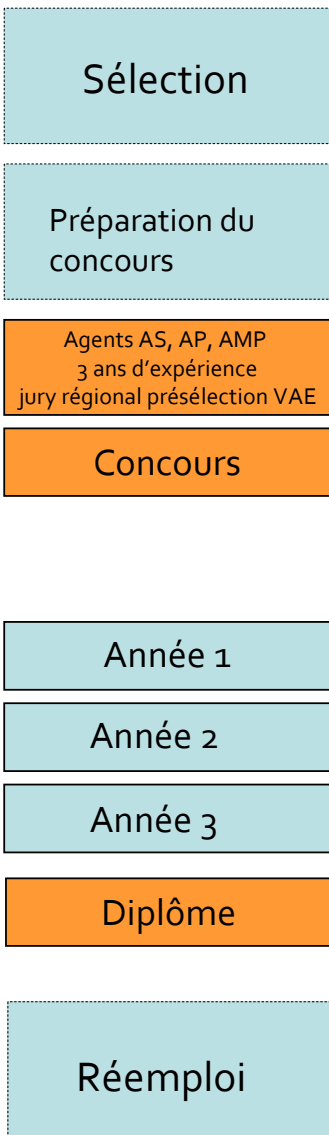 Sélection
Préparation du
concours
Agents AS, AP, AMP
3 ans d'expérience
jury régional présélection VAE
Concours
Année 1
Année 2
Année 3
Diplôme
Réemploi